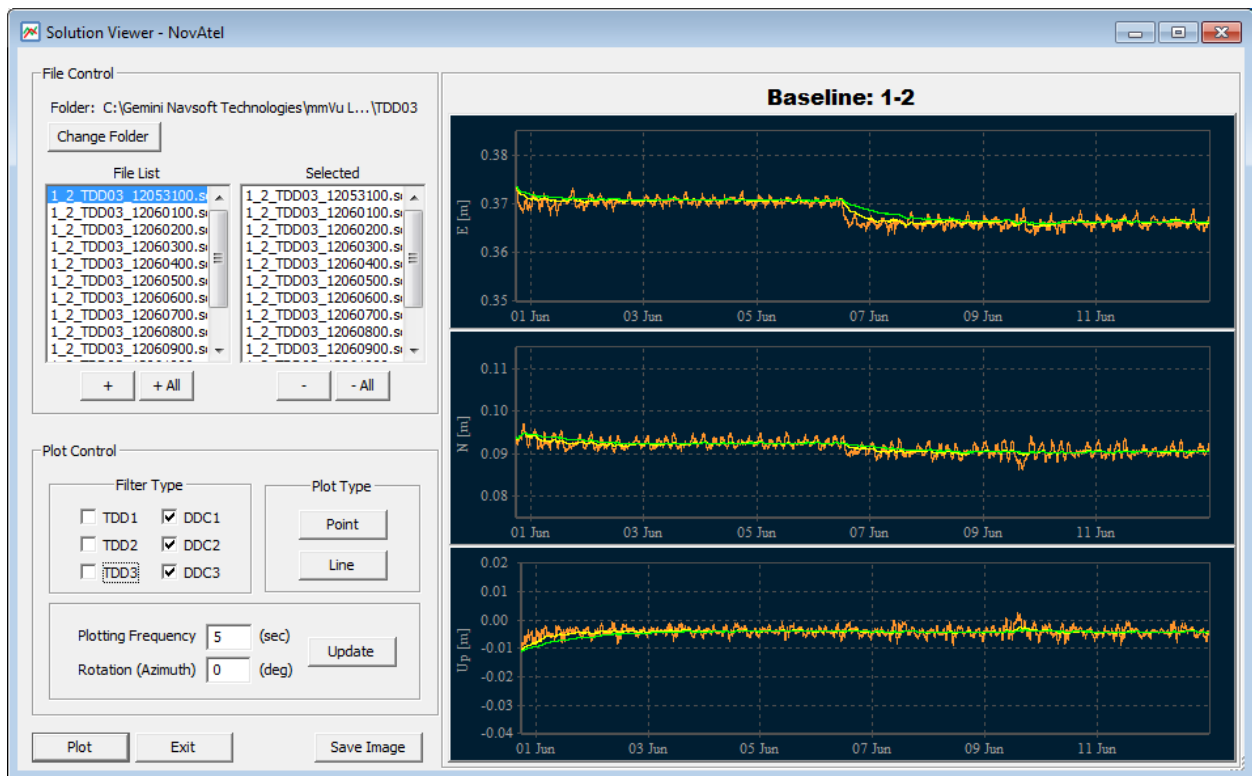 Solution Viewer - NovAtel
File Control
Folder: C:\Gemini Navsoft Technologies\mmVu L...\TDD03
Change Folder
File List
1_2_TDD03_12053100.s
1_2_TDD03_12060100.s
1_2_TDD03_12060200.s
1_2_TDD03_12060300.s
1_2_TDD03_12060400.s
1_2_TDD03_12060500.s
1_2_TDD03_12060600.s
1_2_TDD03_12060700.s
1_2_TDD03_12060800.s
1_2_TDD03_12060900.s
+
+ All
Selected
1_2_TDD03_12053100.s
1_2_TDD03_12060100.s
1_2_TDD03_12060200.s
1_2_TDD03_12060300.s
1_2_TDD03_12060400.s
1_2_TDD03_12060500.s
1_2_TDD03_12060600.s
1_2_TDD03_12060700.s
1_2_TDD03_12060800.s
1_2_TDD03_12060900.s
-
- All
Plot Control
Filter Type
TDD1 DDC1
TDD2 DDC2
TDD3 DDC3
Plot Type
Point
Line
Plotting Frequency 5 (sec)
Rotation (Azimuth) 0 (deg)
Update
Plot
Exit
Save Image
Baseline: 1-2
E [m]
0.38
0.37
0.36
0.35
01 Jun 03 Jun 05 Jun 07 Jun 09 Jun 11 Jun
N [m]
0.11
0.10
0.09
0.08
01 Jun 03 Jun 05 Jun 07 Jun 09 Jun 11 Jun
Up [m]
0.02
0.01
0.00
-0.01
-0.02
-0.03
-0.04
01 Jun 03 Jun 05 Jun 07 Jun 09 Jun 11 Jun